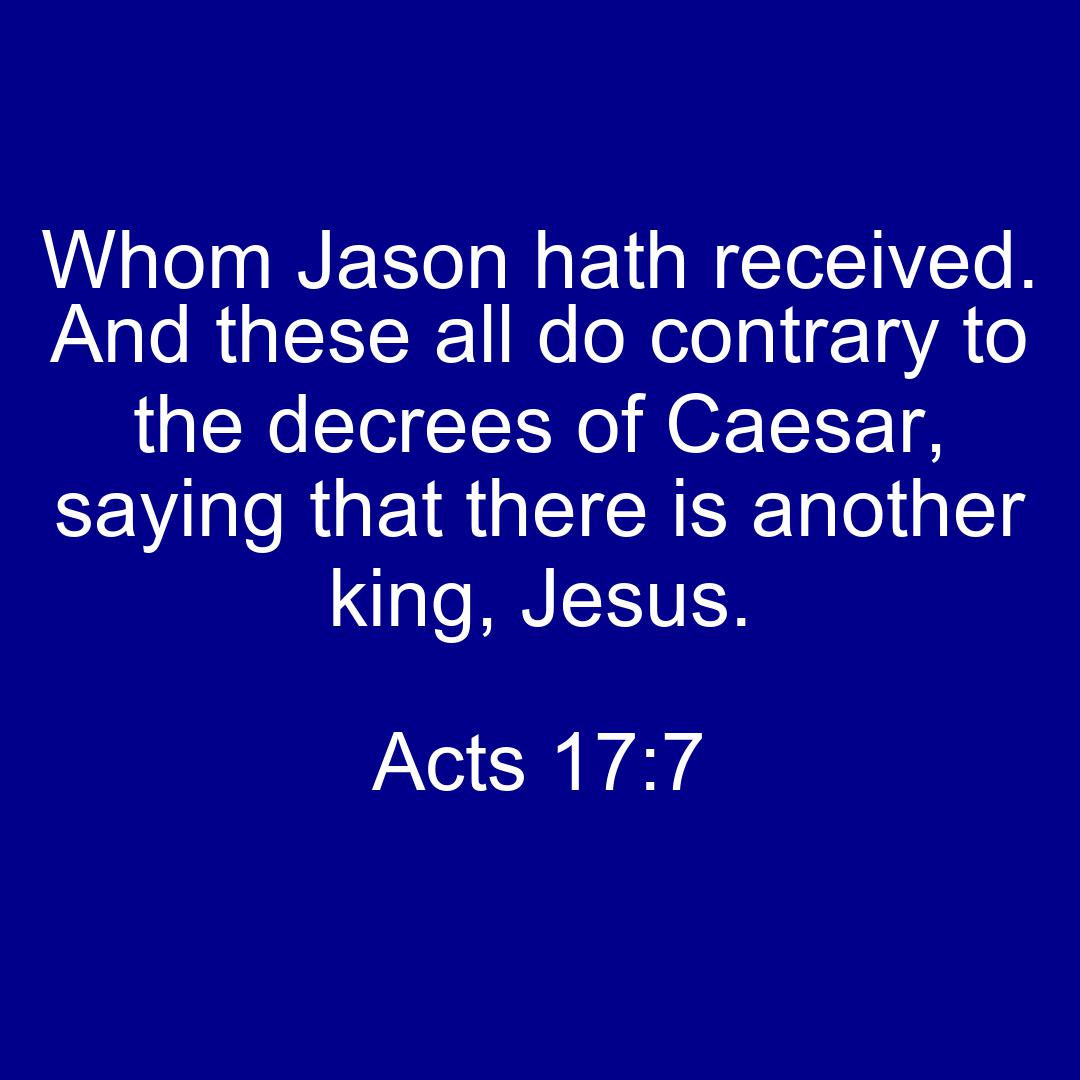 Whom Jason hath received.
And these all do contrary to
the decrees of Caesar,
saying that there is another
king, Jesus.
Acts 17:7